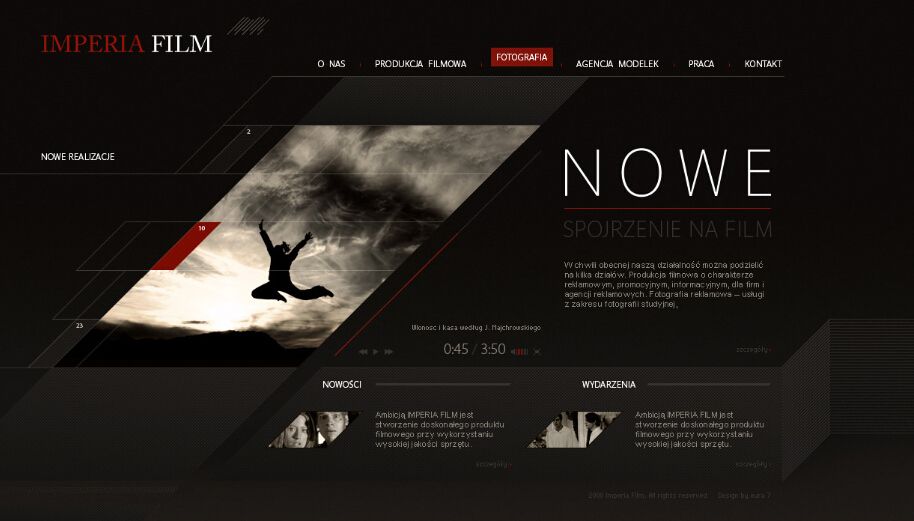 IMPERIA FILM
O NAS
PRODUKCJA FILMOWA
FOTOGRAFIA
AGENCJA MODELEK
PRACA
KONTAKT
2
NOWE REALIZACJE
10
23
NOWE
SPOJRZENIE NA FILM
W chwili obecnej naszą działalność można podzielić
na kilka działów. Produkcja filmowa o charakterze
reklamowym, promocyjnym, informacyjnym, dla firm i
agencji reklamowych. Fotografia reklamowa – usługi
z zakresu fotografii studyjnej,
szczegóły
Wlonosc i kasa według J. Majchrowskiego
0:45 / 3:50
NOWOŚCI
Ambicją IMPERIA FILM jest
stworzenie doskonałego produktu
filmowego przy wykorzystaniu
wysokiej jakości sprzętu.
szczegóły
WYDARZENIA
Ambicją IMPERIA FILM jest
stworzenie doskonałego produktu
filmowego przy wykorzystaniu
wysokiej jakości sprzętu.
szczegóły
Imperia Film. All rights reserved. Design by